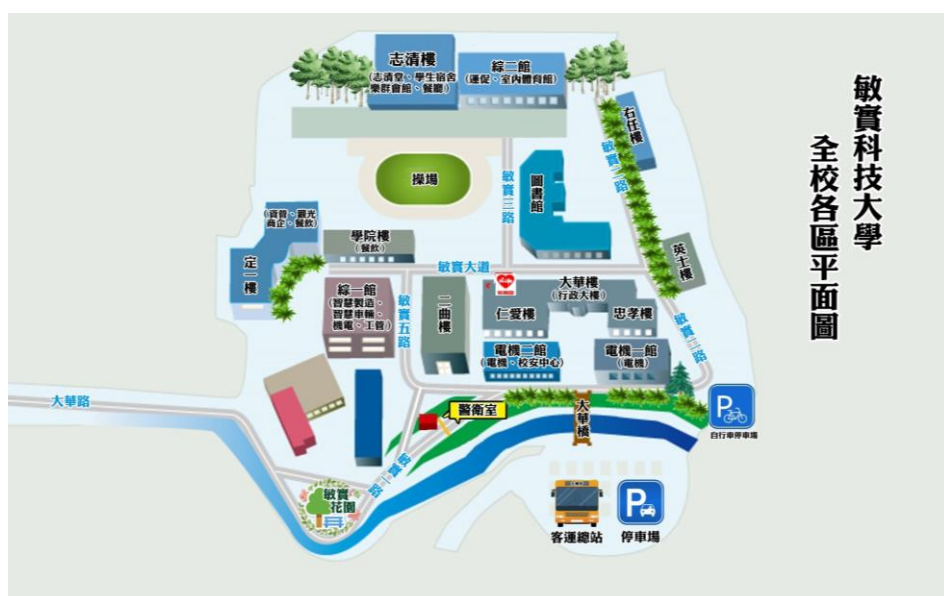 敏實科技大學
全校各區平面圖
志清樓
(志清堂、學生宿舍
樂群會館、餐廳)
綜二館
(運促、室內體育館)
右任樓
敏實二路
敏實三路
圖書館
操場
(資管、觀光
商企、餐飲)
定一樓
學院樓
(餐飲)
敏實大道
英士樓
綜一館
(智慧製造、
智慧車輛、
機電、工管)
敏實五路
二曲樓
大華樓
(行政大樓)
仁愛樓
忠孝樓
敏實二路
電機二館
(電機、校安中心)
電機一館
(電機)
大華路
警衛室
敏實一路
大華橋
P
自行車停車場
敏實
花園
客運總站
P
停車場